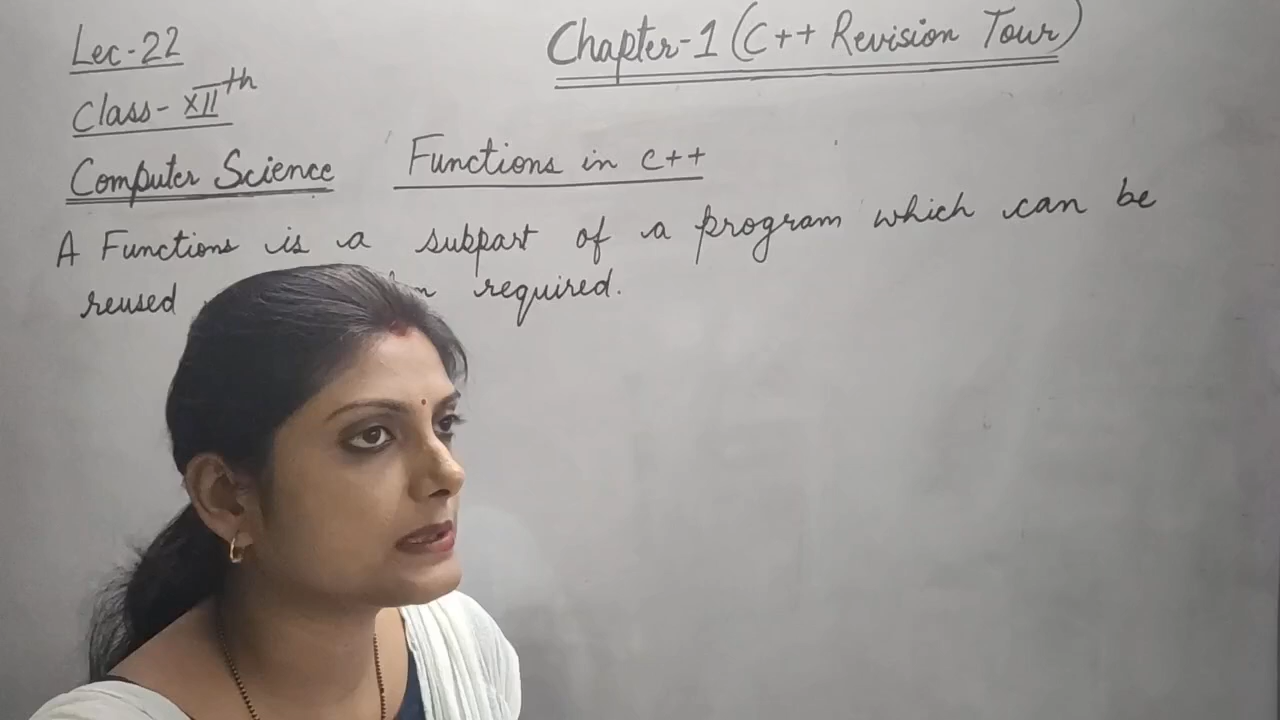 Lec-22
Chapter-1 (C++ Revision Tour)
Class- XIIth
Computer Science
Functions in C++
A Functions is a subpart of a program which can be
reused required.